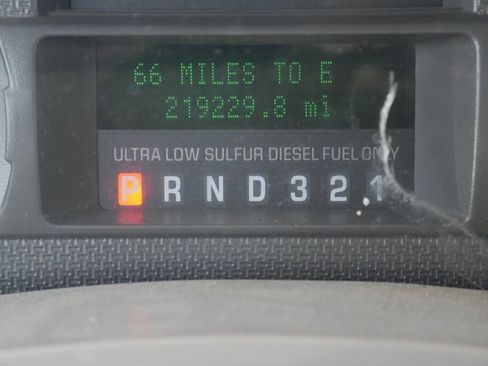 66 MILES TO E
219229.8 mi
ULTRA LOW SULFUR DIESEL FUEL ONLY
P R N D 3 2 1